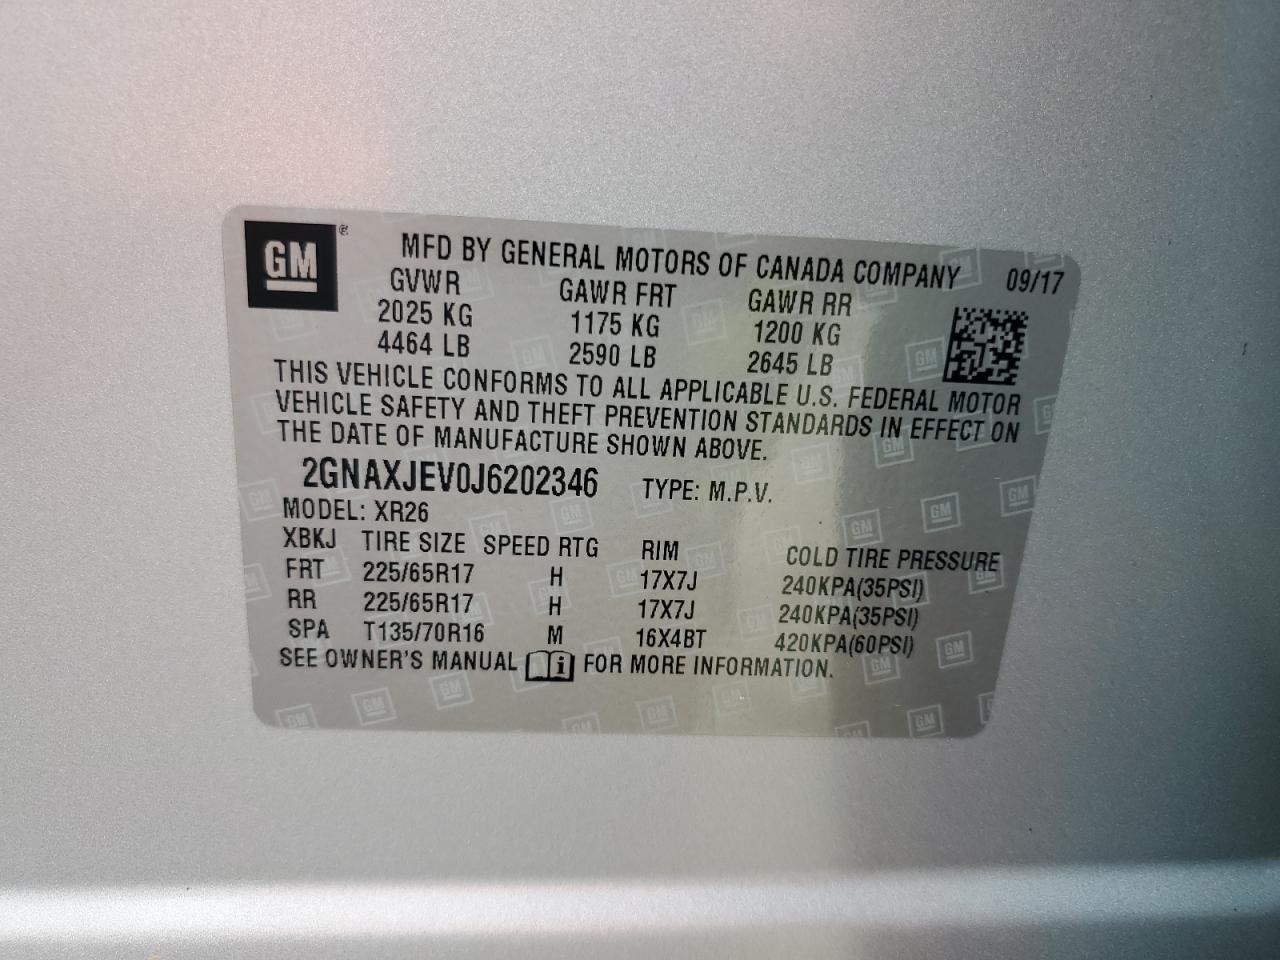 GM ®
MFD BY GENERAL MOTORS OF CANADA COMPANY 09/17
GVWR GAWR FRT GAWR RR
2025 KG 1175 KG 1200 KG
4464 LB 2590 LB 2645 LB
THIS VEHICLE CONFORMS TO ALL APPLICABLE U.S. FEDERAL MOTOR
VEHICLE SAFETY AND THEFT PREVENTION STANDARDS IN EFFECT ON
THE DATE OF MANUFACTURE SHOWN ABOVE.
2GNAXJEV0J6202346 TYPE: M.P.V.
MODEL: XR26
XBKJ TIRE SIZE SPEED RTG RIM COLD TIRE PRESSURE
FRT 225/65R17 H 17X7J 240KPA(35PSI)
RR 225/65R17 H 17X7J 240KPA(35PSI)
SPA T135/70R16 M 16X4BT 420KPA(60PSI)
SEE OWNER'S MANUAL i FOR MORE INFORMATION.